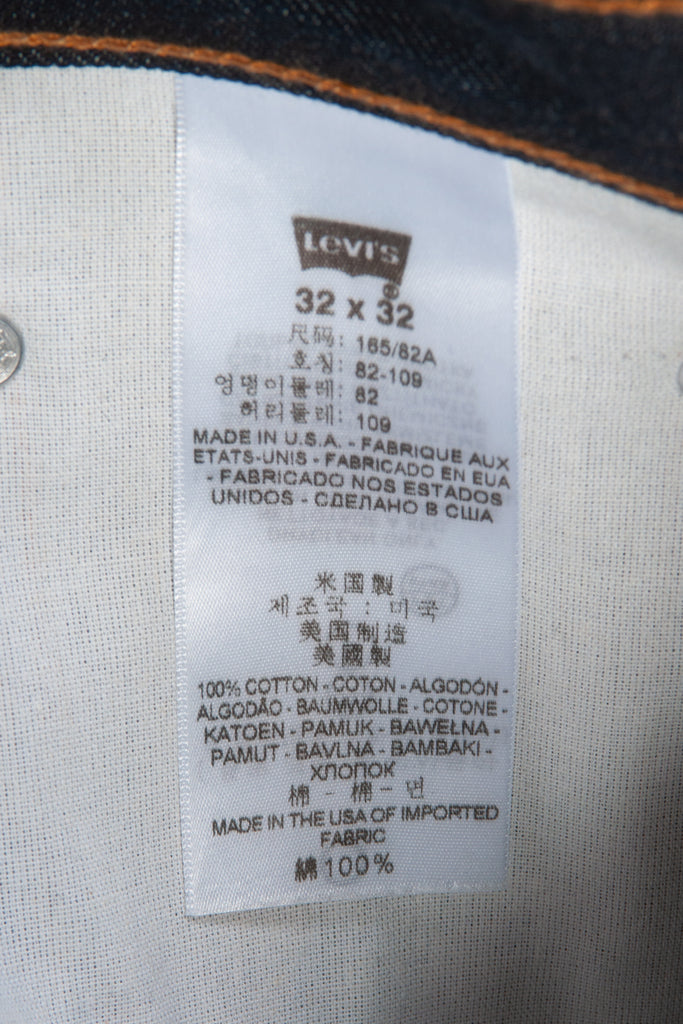 Levi's®
32 x 32
尺码: 165/82A
호칭: 82-109
엉덩이둘레: 82
허리둘레: 109
MADE IN U.S.A. - FABRIQUE AUX
ETATS-UNIS - FABRICADO EN EUA
- FABRICADO NOS ESTADOS
UNIDOS - СДЕЛАНО В США
米国製
제조국 : 미국
美国制造
美國製
100% COTTON - COTON - ALGODÓN -
ALGODÃO - BAUMWOLLE - COTONE -
KATOEN - PAMUK - BAWEŁNA -
PAMUT - BAVLNA - BAMBAKI -
ХЛОПОК
棉 - 棉 - 면
MADE IN THE USA OF IMPORTED
FABRIC
綿100%